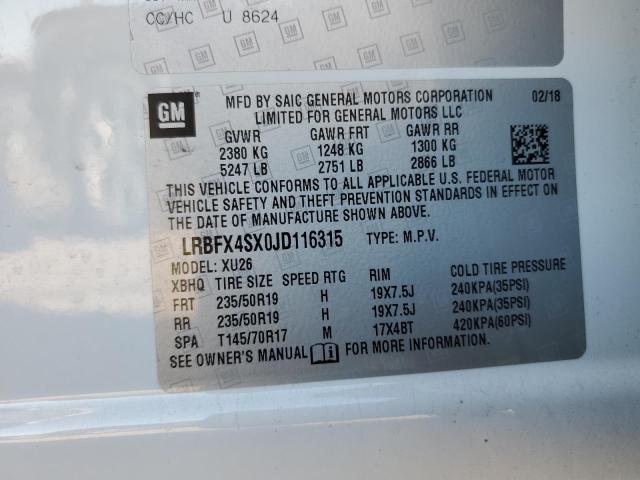 CC/HC U 8624
GM
MFD BY SAIC GENERAL MOTORS CORPORATION 02/18
LIMITED FOR GENERAL MOTORS LLC
GVWR GAWR FRT GAWR RR
2380 KG 1248 KG 1300 KG
5247 LB 2751 LB 2866 LB
THIS VEHICLE CONFORMS TO ALL APPLICABLE U.S. FEDERAL MOTOR
VEHICLE SAFETY AND THEFT PREVENTION STANDARDS IN EFFECT ON
THE DATE OF MANUFACTURE SHOWN ABOVE.
LRBFX4SX0JD116315 TYPE: M.P.V.
MODEL: XU26
XBHQ TIRE SIZE SPEED RTG RIM COLD TIRE PRESSURE
FRT 235/50R19 H 19X7.5J 240KPA(35PSI)
RR 235/50R19 H 19X7.5J 240KPA(35PSI)
SPA T145/70R17 M 17X4BT 420KPA(60PSI)
SEE OWNER'S MANUAL FOR MORE INFORMATION.